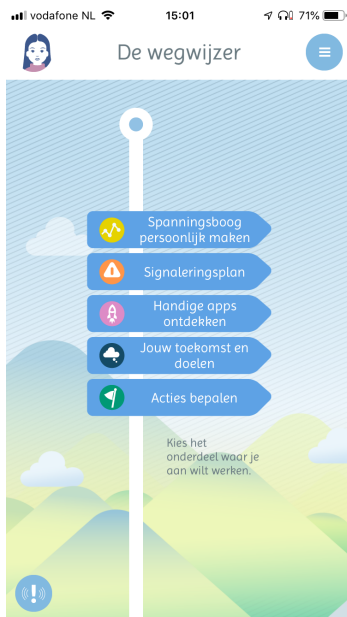 vodafone NL 15:01 71%
De wegwijzer
Spanningsboog
persoonlijk maken
Signaleringsplan
Handige apps
ontdekken
Jouw toekomst en
doelen
Acties bepalen
Kies het
onderdeel waar je
aan wilt werken.